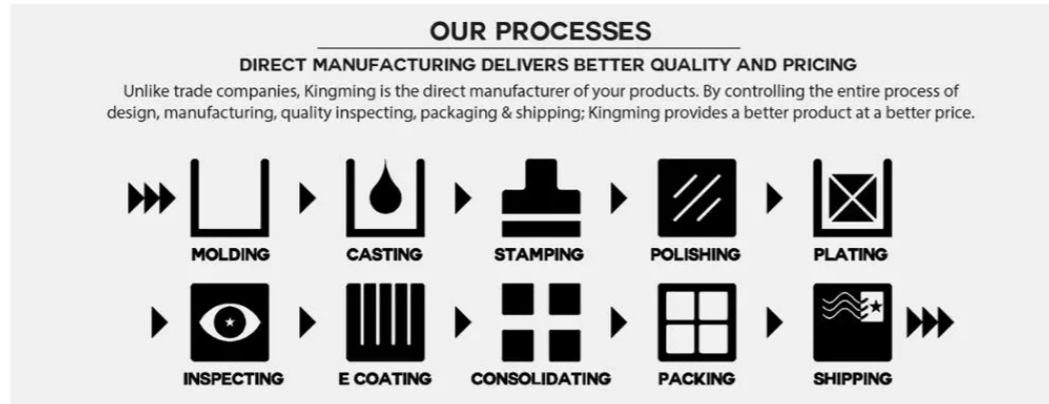 OUR PROCESSES
DIRECT MANUFACTURING DELIVERS BETTER QUALITY AND PRICING
Unlike trade companies, Kingming is the direct manufacturer of your products. By controlling the entire process of
design, manufacturing, quality inspecting, packaging & shipping; Kingming provides a better product at a better price.
MOLDING CASTING STAMPING POLISHING PLATING
INSPECTING E COATING CONSOLIDATING PACKING SHIPPING